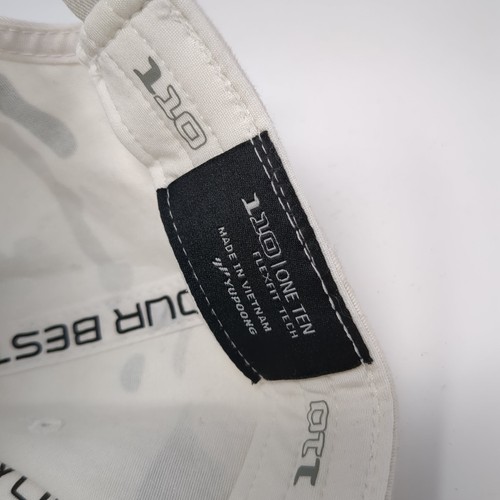 110
110 | ONE TEN
FLEXFIT TECH
MADE IN VIETNAM
YUPOONG
OUR BEST
110